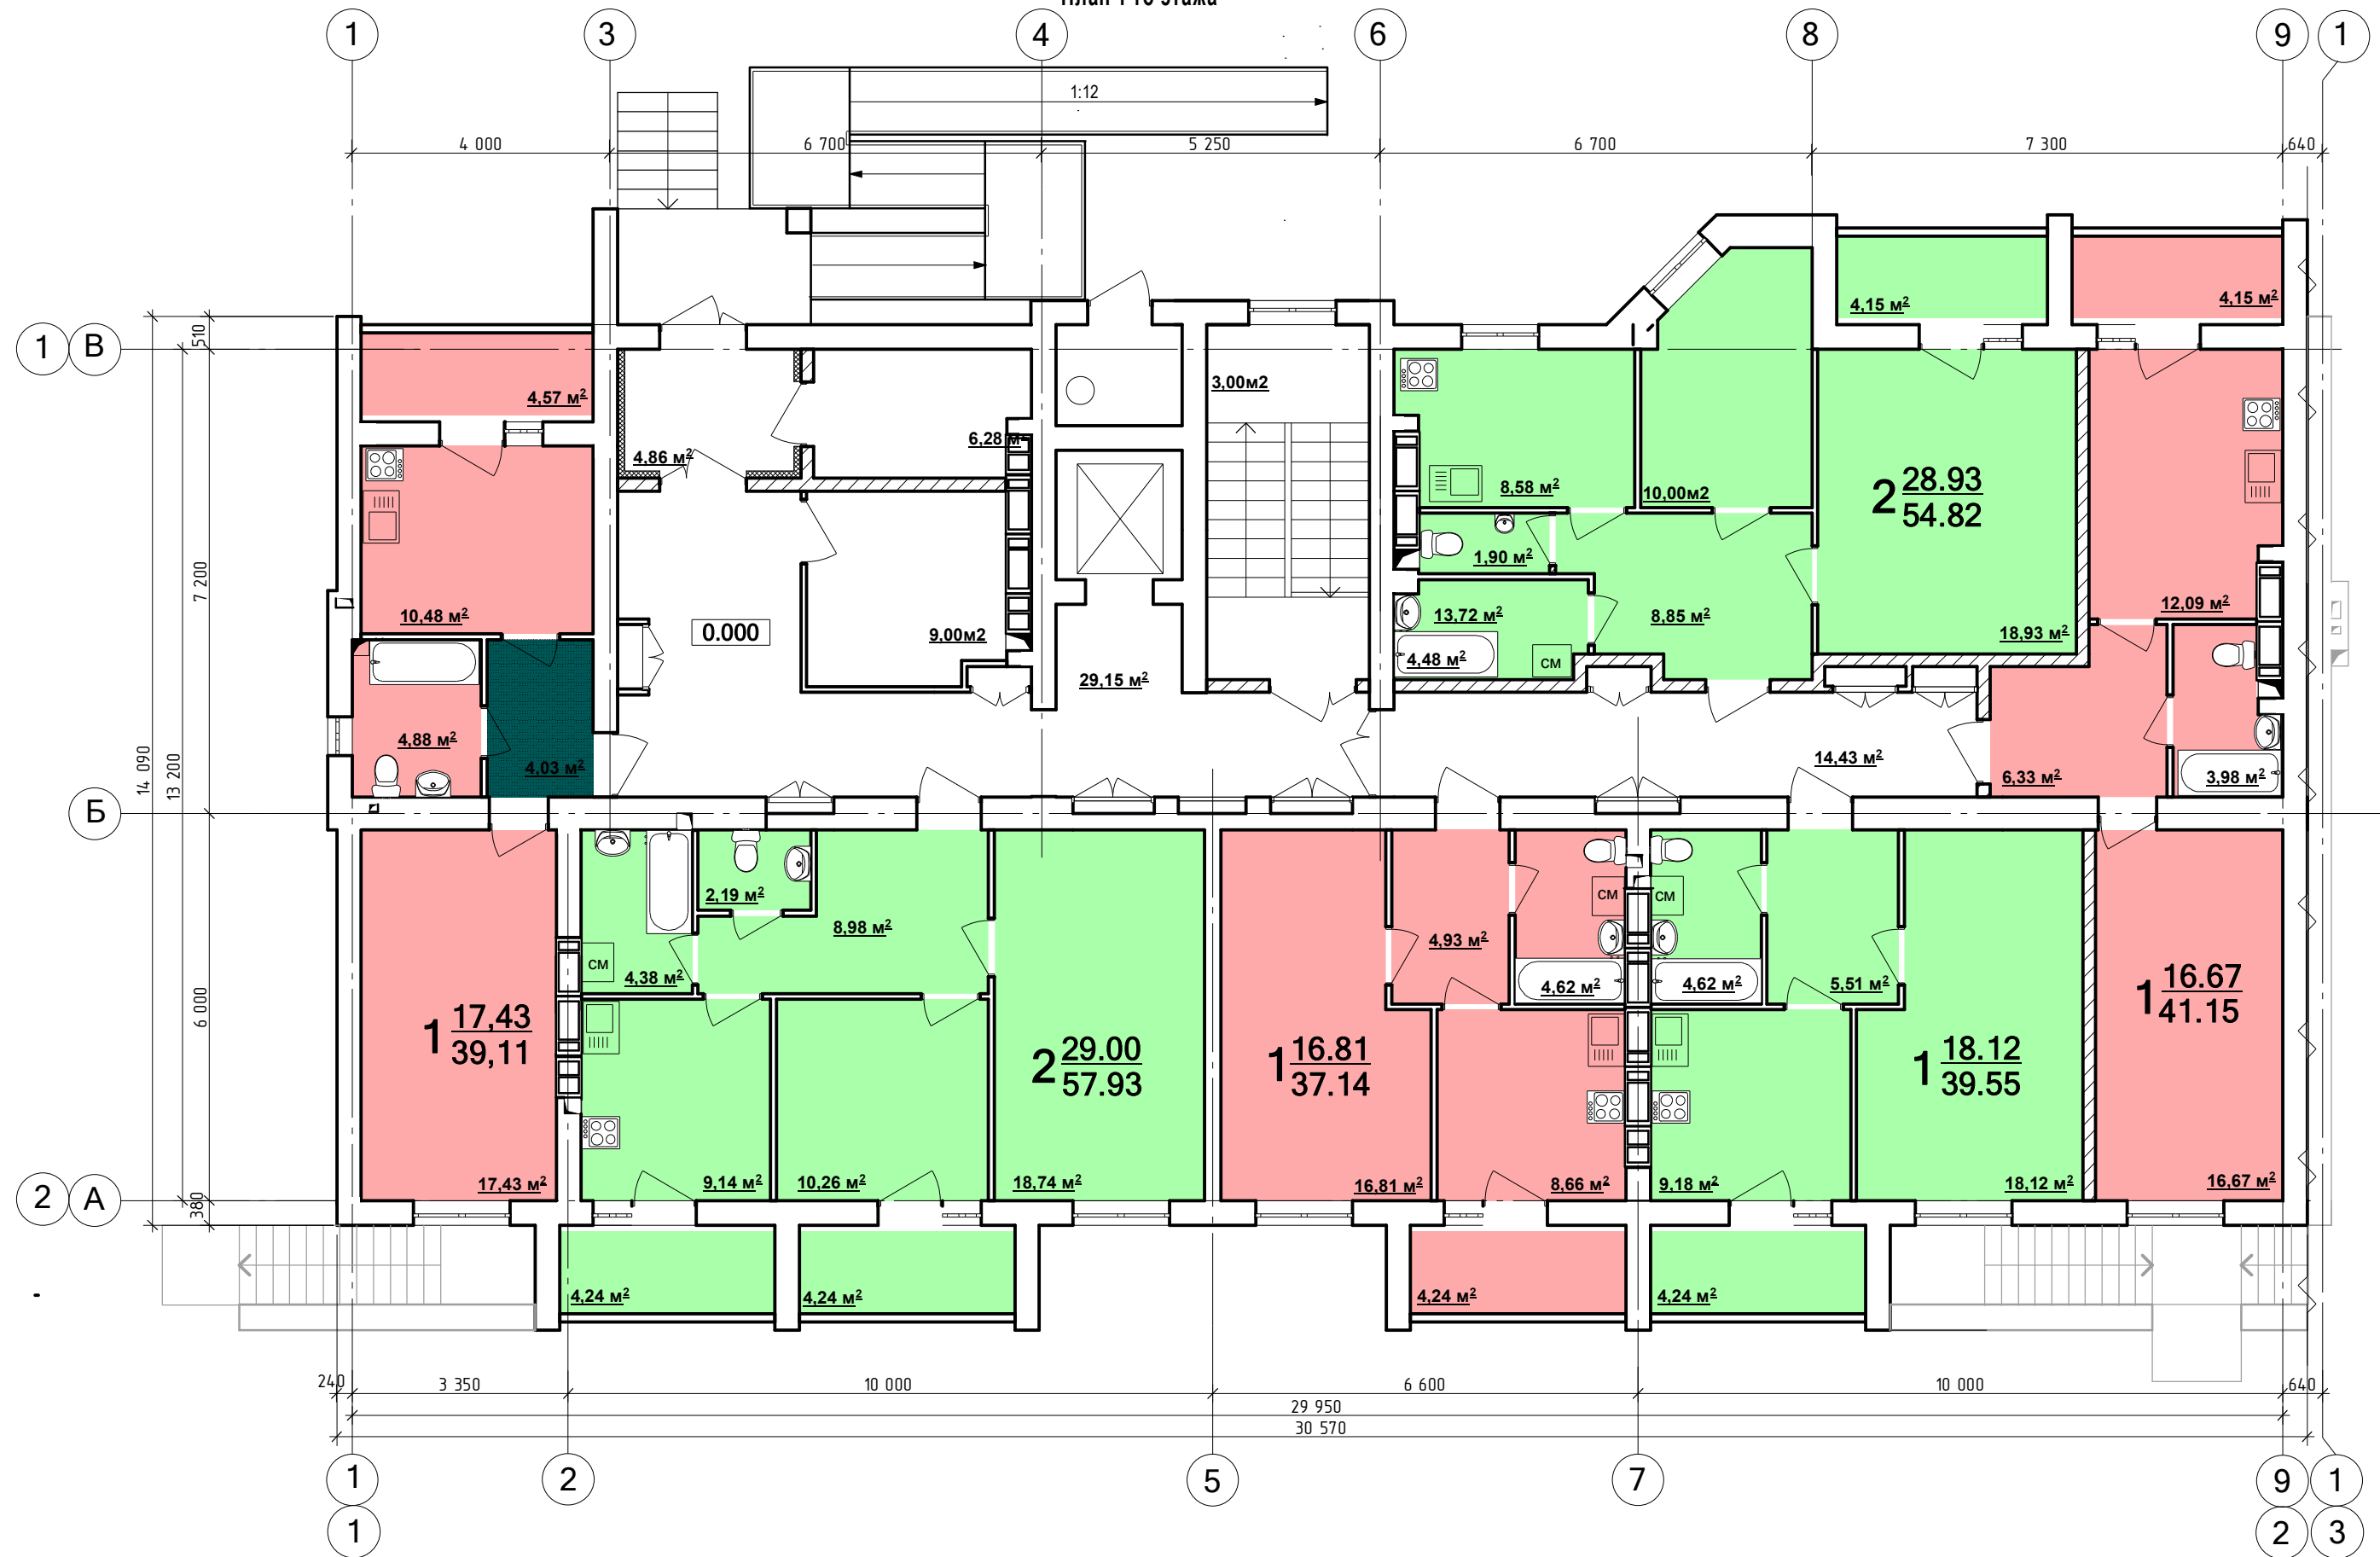 План 1-го этажа
1
3
4
6
8
9
1
1:12
4 000
6 700
5 250
6 700
7 300
640
1
В
510
4,15 м²
4,15 м²
4,57 м²
3,00м2
6,28 м²
4,86 м²
8,58 м²
10,00м2
2 28.93
54.82
1,90 м²
7 200
10,48 м²
0.000
9,00м2
13,72 м²
8,85 м²
18,93 м²
12,09 м²
4,48 м²
СМ
29,15 м²
4,88 м²
4,03 м²
14,43 м²
6,33 м²
3,98 м²
14 090
13 200
Б
2,19 м²
8,98 м²
СМ
СМ
4,93 м²
СМ
4,38 м²
4,62 м²
4,62 м²
5,51 м²
6 000
1 17,43
39,11
2 29.00
57.93
1 16.81
37.14
1 18.12
39.55
1 16.67
41.15
17,43 м²
9,14 м²
10,26 м²
18,74 м²
16,81 м²
8,66 м²
9,18 м²
18,12 м²
16,67 м²
2
А
380
4,24 м²
4,24 м²
4,24 м²
4,24 м²
240
3 350
10 000
6 600
10 000
640
29 950
30 570
1
2
5
7
9
1
1
2
3